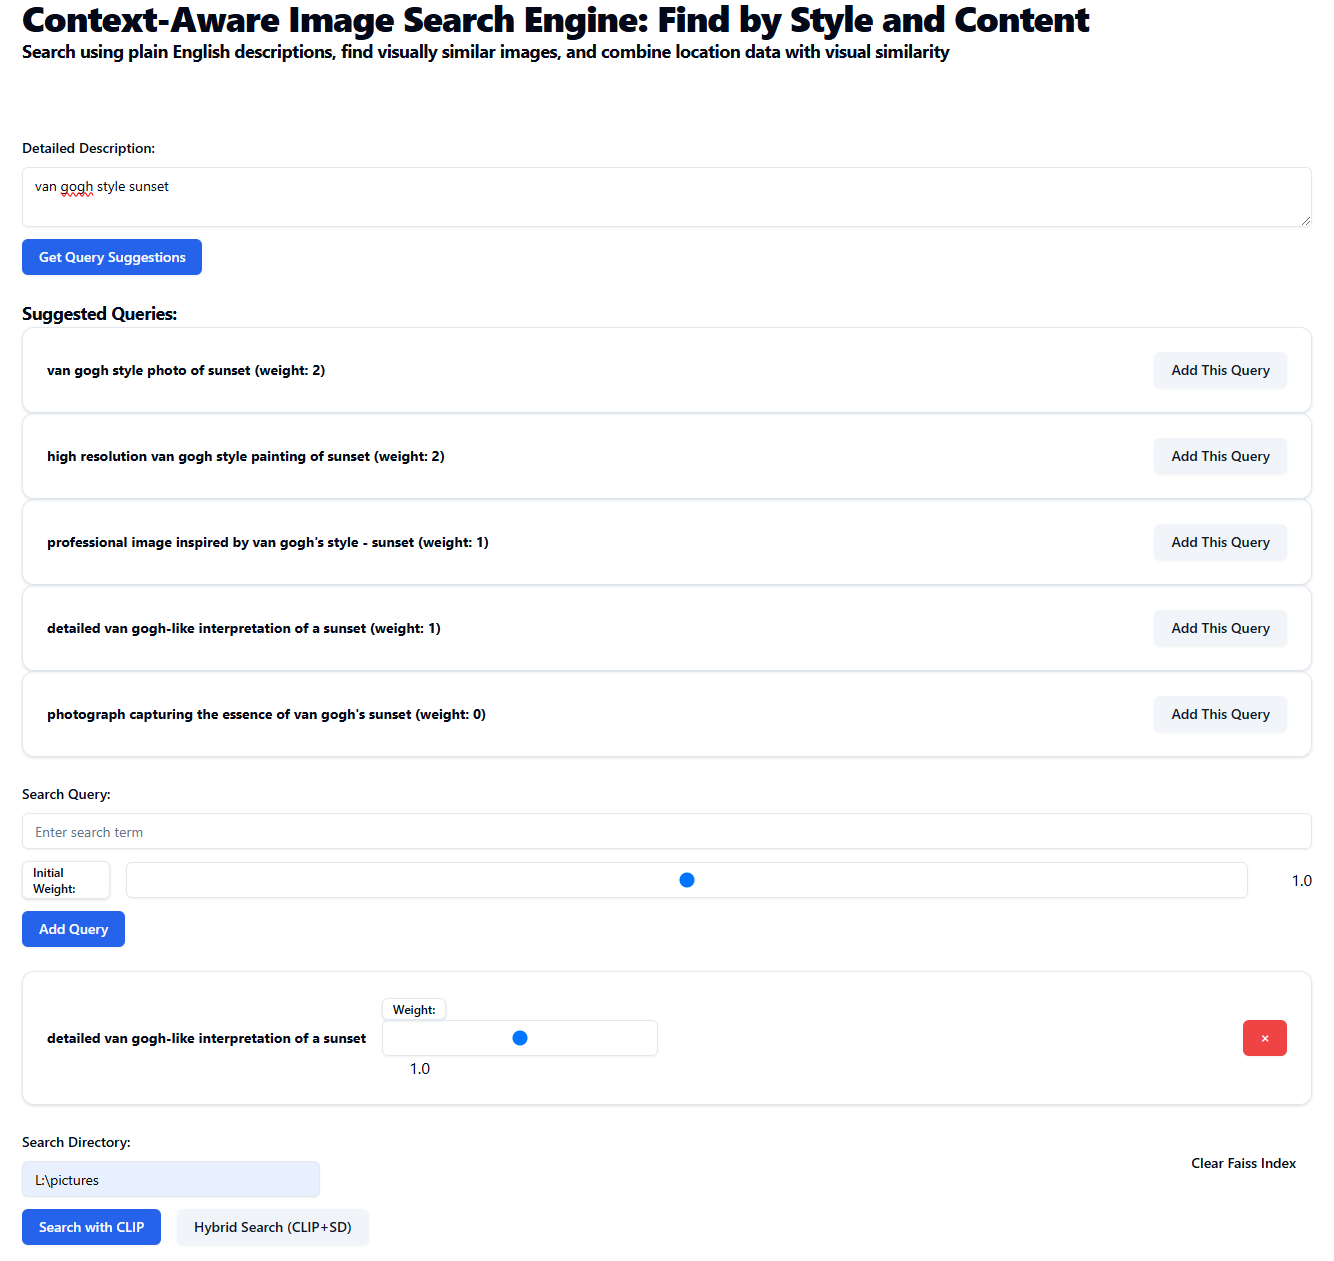 Context-Aware Image Search Engine: Find by Style and Content
Search using plain English descriptions, find visually similar images, and combine location data with visual similarity
Detailed Description:
van gogh style sunset
Get Query Suggestions
Suggested Queries:
van gogh style photo of sunset (weight: 2)
Add This Query
high resolution van gogh style painting of sunset (weight: 2)
Add This Query
professional image inspired by van gogh's style - sunset (weight: 1)
Add This Query
detailed van gogh-like interpretation of a sunset (weight: 1)
Add This Query
photograph capturing the essence of van gogh's sunset (weight: 0)
Add This Query
Search Query:
Enter search term
Initial
Weight:
1.0
Add Query
detailed van gogh-like interpretation of a sunset
Weight:
1.0
×
Search Directory:
L:\pictures
Clear Faiss Index
Search with CLIP
Hybrid Search (CLIP+SD)